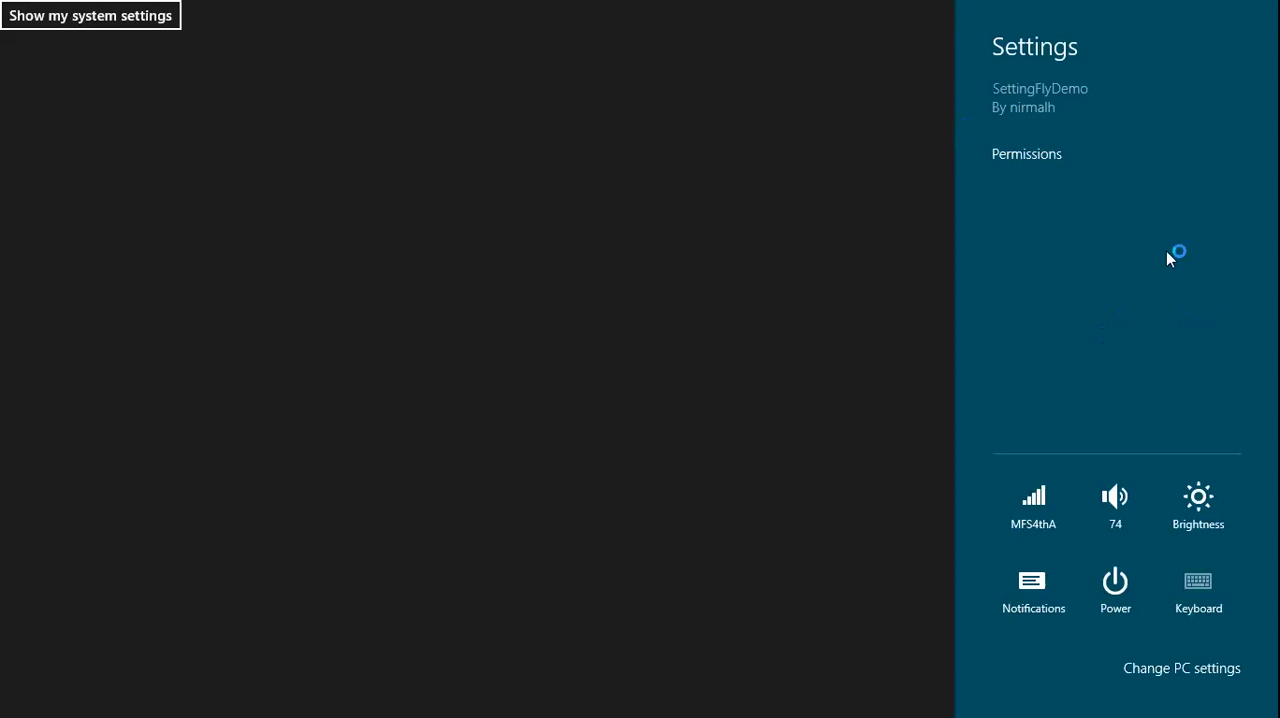 Show my system settings
Settings
SettingFlyDemo
By nirmalh
Permissions
MFS4thA
74
Brightness
Notifications
Power
Keyboard
Change PC settings